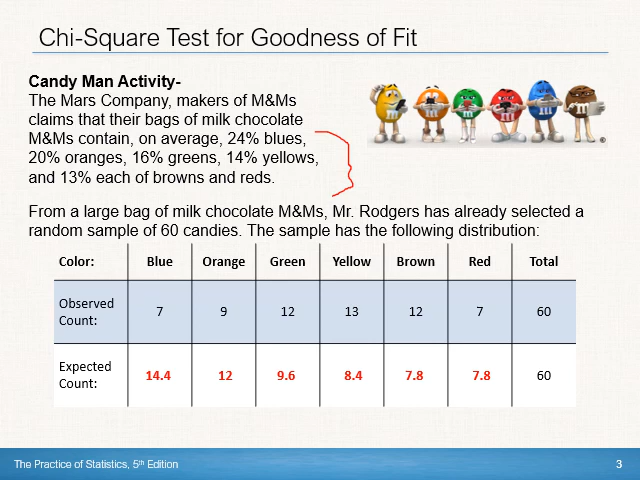 Chi-Square Test for Goodness of Fit
Candy Man Activity-
The Mars Company, makers of M&Ms
claims that their bags of milk chocolate
M&Ms contain, on average, 24% blues,
20% oranges, 16% greens, 14% yellows,
and 13% each of browns and reds.
From a large bag of milk chocolate M&Ms, Mr. Rodgers has already selected a
random sample of 60 candies. The sample has the following distribution:
Color: Blue Orange Green Yellow Brown Red Total
Observed
Count: 7 9 12 13 12 7 60
Expected
Count: 14.4 12 9.6 8.4 7.8 7.8 60
The Practice of Statistics, 5th Edition
3